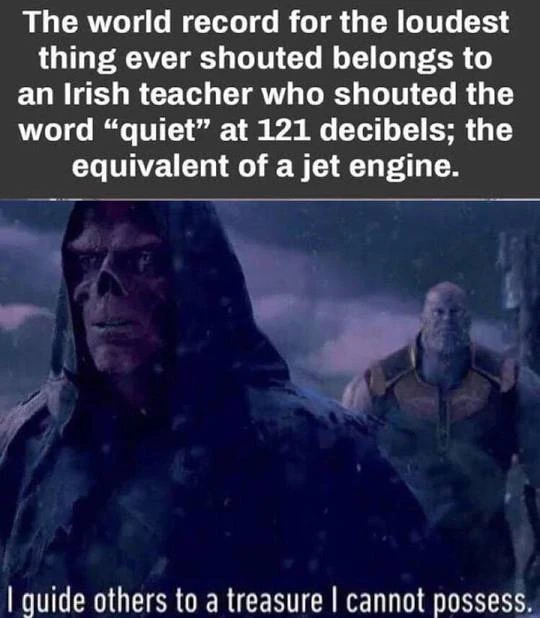 The world record for the loudest
thing ever shouted belongs to
an Irish teacher who shouted the
word “quiet” at 121 decibels; the
equivalent of a jet engine.
I guide others to a treasure I cannot possess.